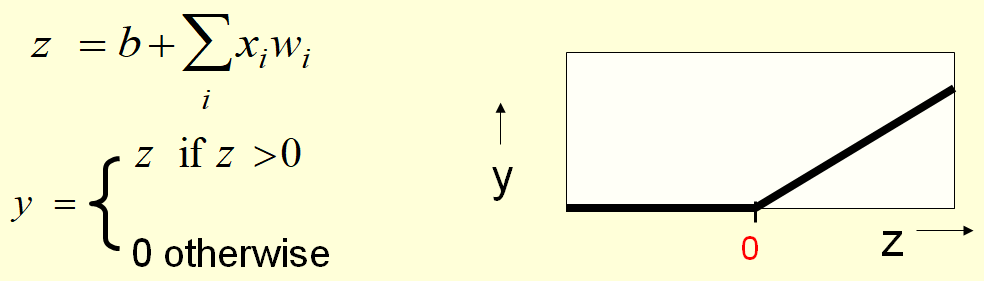 z = b + ∑ x_i w_i
i
y = { z if z > 0
0 otherwise
y
0
z